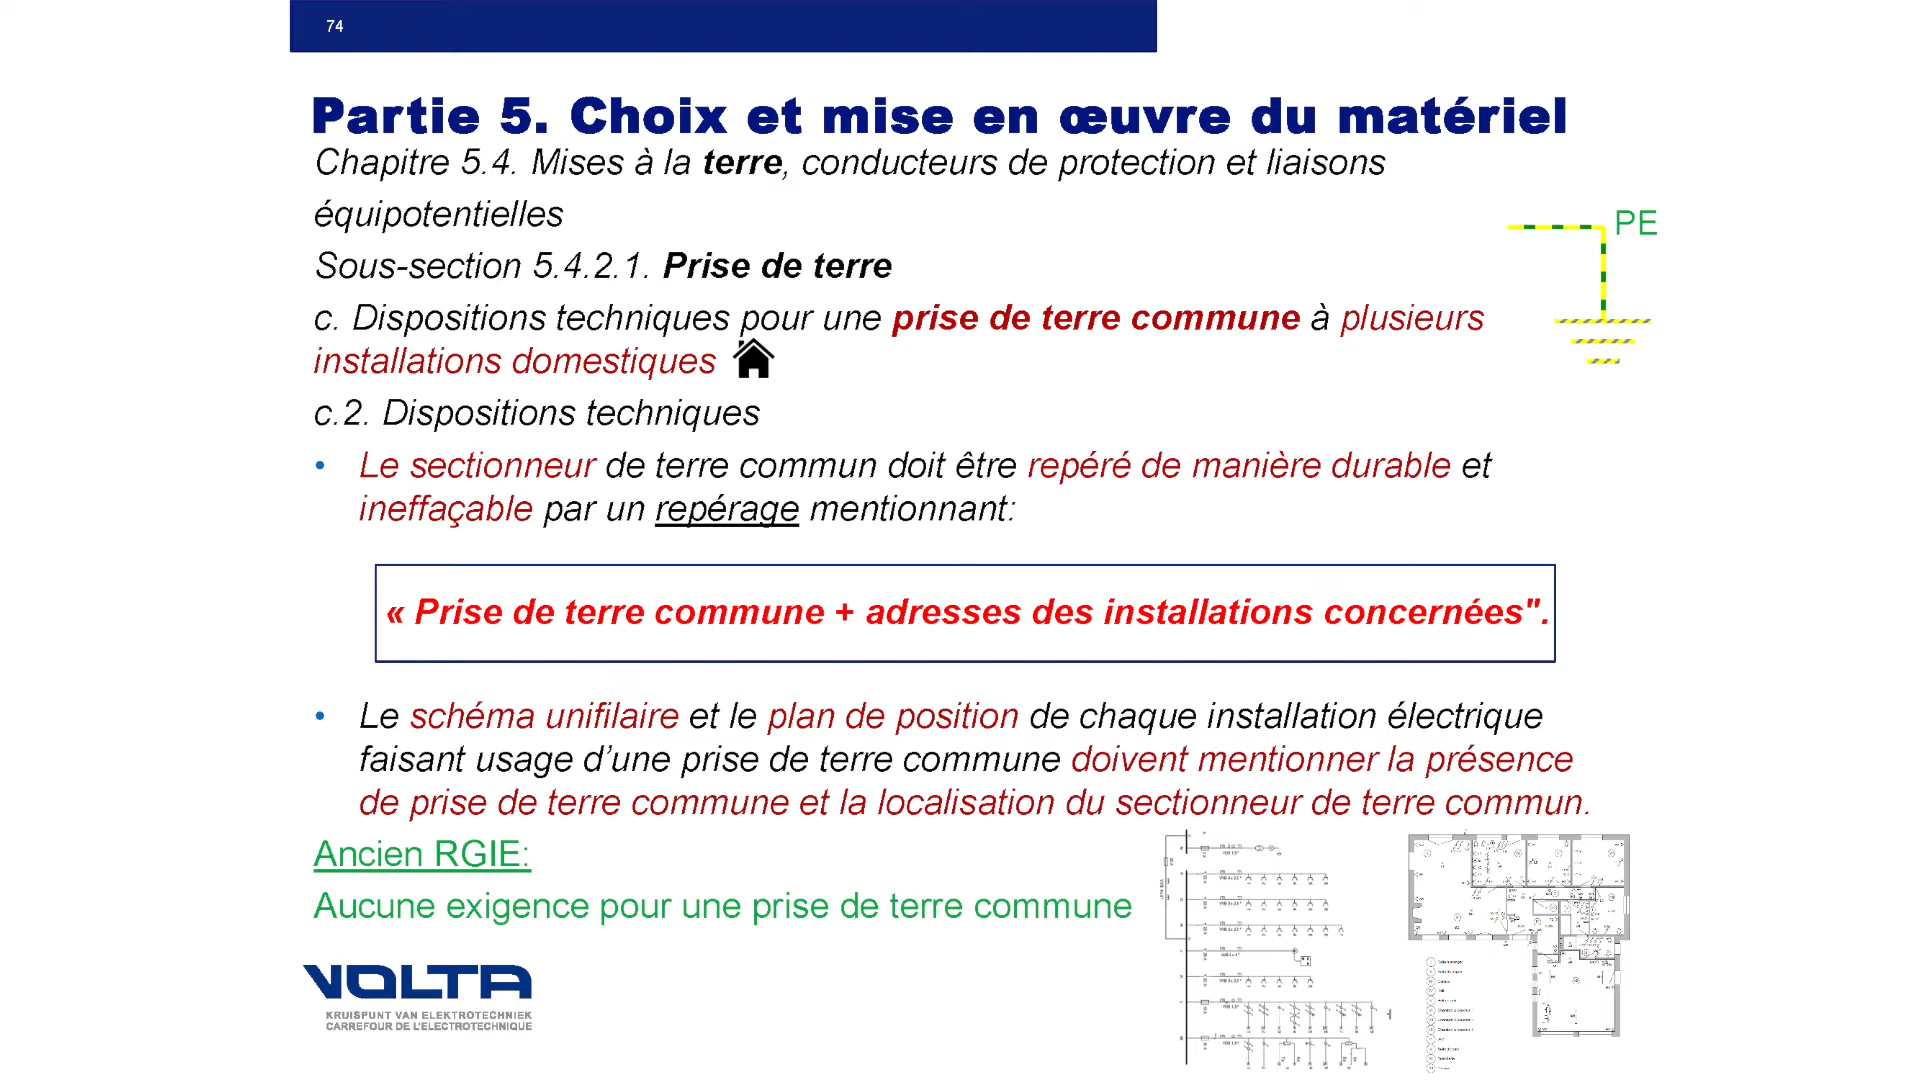 74
Partie 5. Choix et mise en œuvre du matériel
Chapitre 5.4. Mises à la terre, conducteurs de protection et liaisons
équipotentielles
PE
Sous-section 5.4.2.1. Prise de terre
c. Dispositions techniques pour une prise de terre commune à plusieurs
installations domestiques
c.2. Dispositions techniques
• Le sectionneur de terre commun doit être repéré de manière durable et
ineffaçable par un repérage mentionnant:
« Prise de terre commune + adresses des installations concernées".
• Le schéma unifilaire et le plan de position de chaque installation électrique
faisant usage d’une prise de terre commune doivent mentionner la présence
de prise de terre commune et la localisation du sectionneur de terre commun.
Ancien RGIE:
Aucune exigence pour une prise de terre commune
VOLTA
KRUISPUNT VAN ELEKTROTECHNIEK
CARREFOUR DE L'ELECTROTECHNIQUE